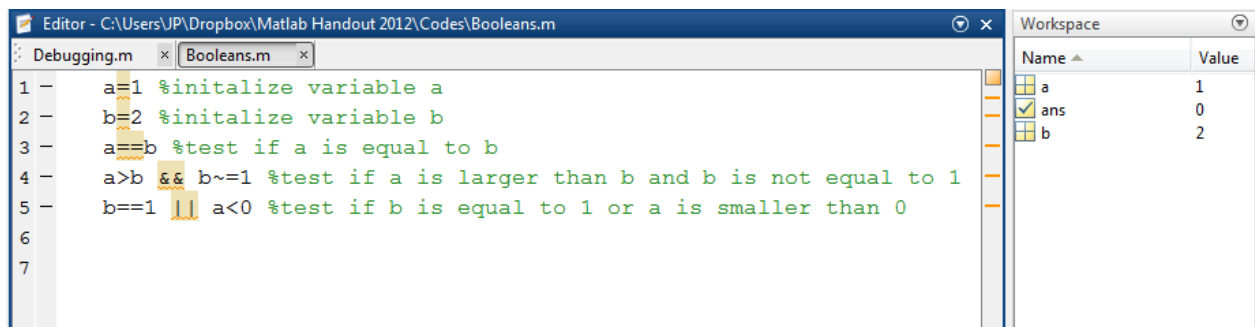 Editor - C:\Users\JP\Dropbox\Matlab Handout 2012\Codes\Booleans.m
Debugging.m × Booleans.m ×
1 - a=1 %initalize variable a
2 - b=2 %initalize variable b
3 - a==b %test if a is equal to b
4 - a>b && b~=1 %test if a is larger than b and b is not equal to 1
5 - b==1 || a<0 %test if b is equal to 1 or a is smaller than 0
6
7
Workspace
Name Value
a 1
ans 0
b 2